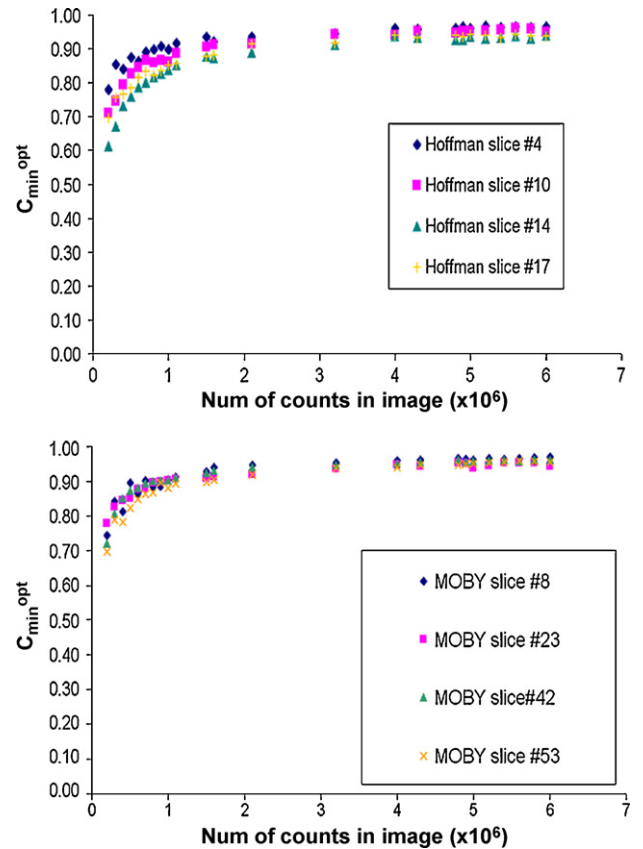 1.00
0.90
0.80
0.70
0.60
0.50
0.40
0.30
0.20
0.10
0.00
C_min^opt
0 1 2 3 4 5 6 7
Num of counts in image (x10⁶)
Hoffman slice #4
Hoffman slice #10
Hoffman slice #14
Hoffman slice #17
1.00
0.90
0.80
0.70
0.60
0.50
0.40
0.30
0.20
0.10
0.00
C_min^opt
0 1 2 3 4 5 6 7
Num of counts in image (x10⁶)
MOBY slice #8
MOBY slice #23
MOBY slice#42
MOBY slice #53